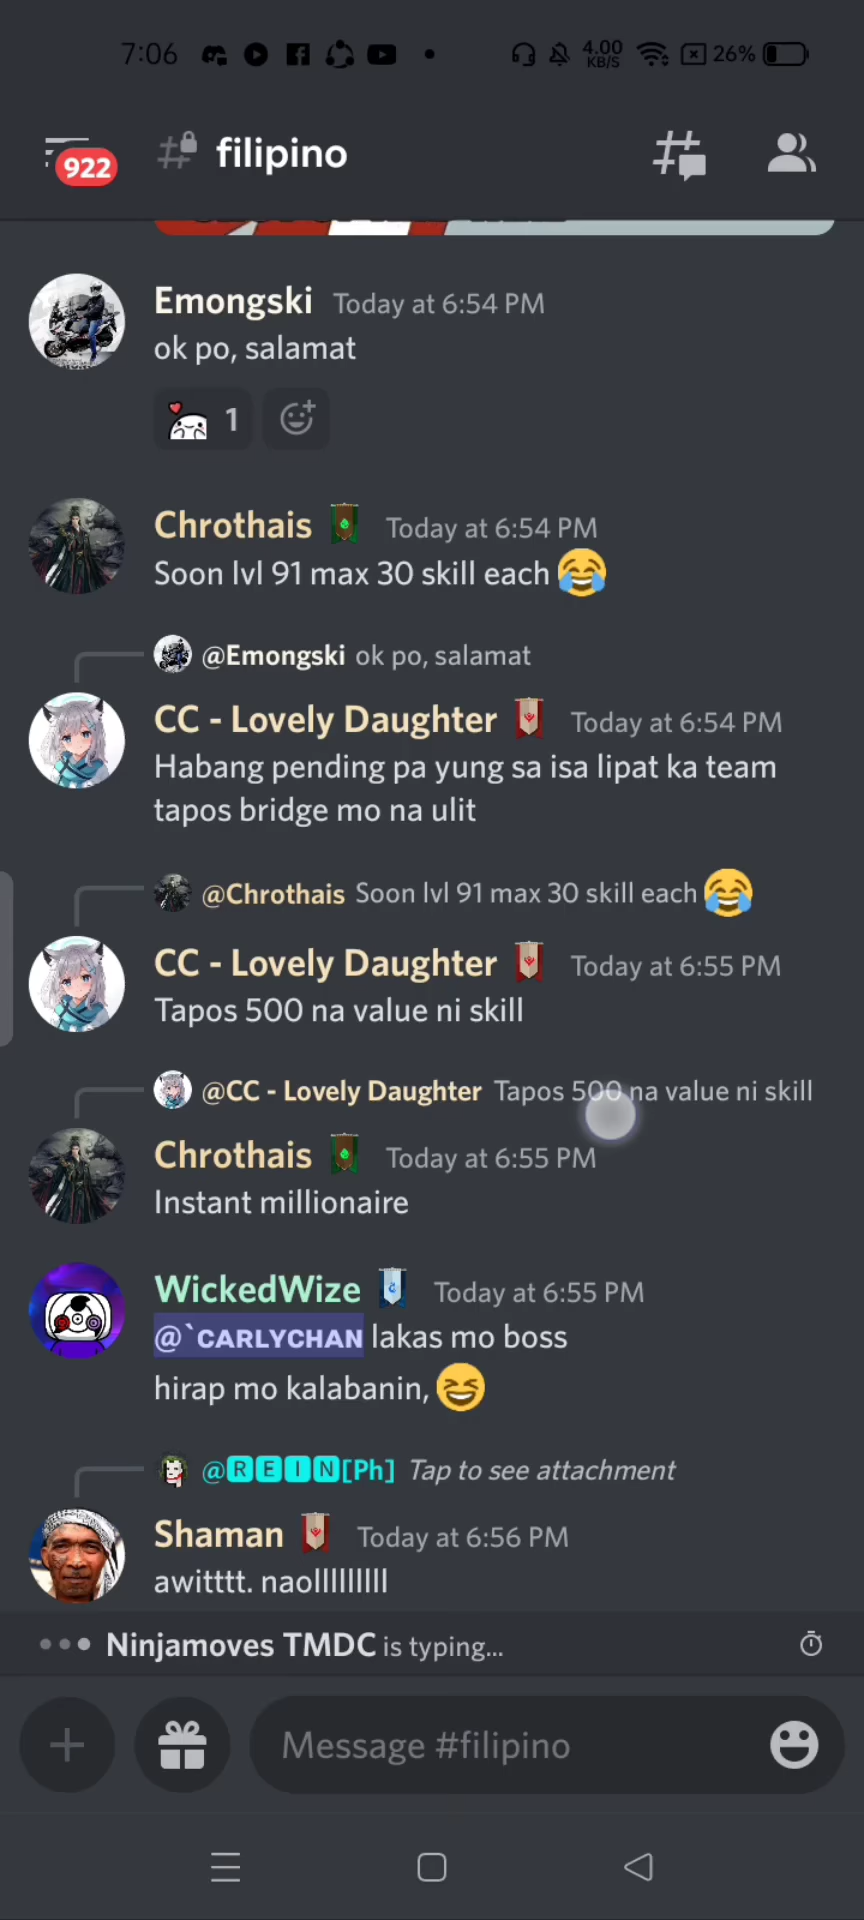 7:06
4.00
KB/S
26%
922
filipino
Emongski Today at 6:54 PM
ok po, salamat
1
Chrothais Today at 6:54 PM
Soon lvl 91 max 30 skill each 😂
@Emongski ok po, salamat
CC - Lovely Daughter Today at 6:54 PM
Habang pending pa yung sa isa lipat ka team
tapos bridge mo na ulit
@Chrothais Soon lvl 91 max 30 skill each 😂
CC - Lovely Daughter Today at 6:55 PM
Tapos 500 na value ni skill
@CC - Lovely Daughter Tapos 500 na value ni skill
Chrothais Today at 6:55 PM
Instant millionaire
WickedWize Today at 6:55 PM
@`CARLYCHAN lakas mo boss
hirap mo kalabanin, 😆
@🆁🅴🅸🅽[Ph] Tap to see attachment
Shaman Today at 6:56 PM
awitttt. naolllllllll
Ninjamoves TMDC is typing...
Message #filipino